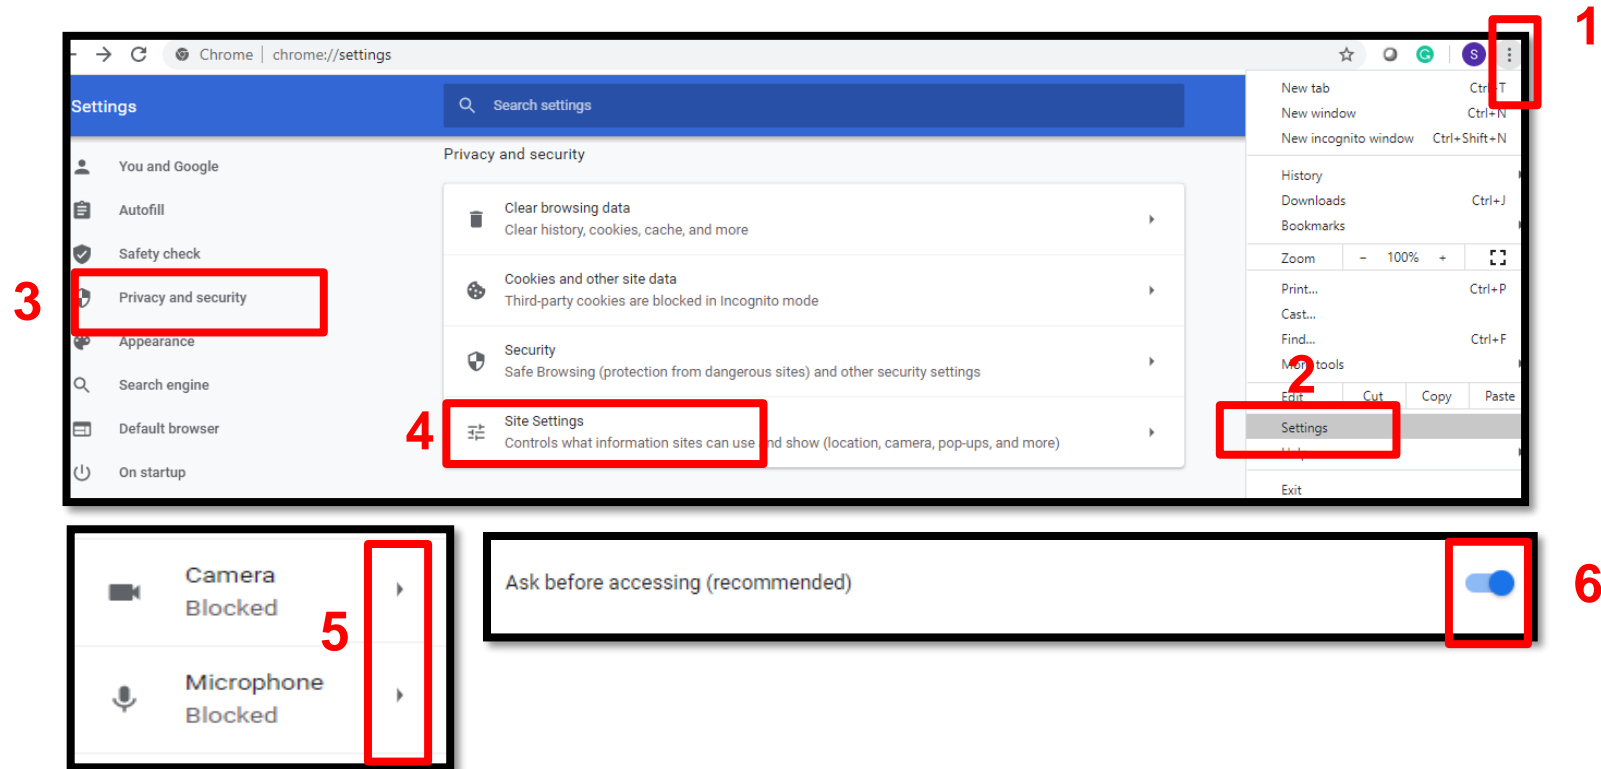 1
Chrome | chrome://settings
S
Settings
Search settings
You and Google
Autofill
Safety check
3
Privacy and security
Appearance
Search engine
Default browser
On startup
Privacy and security
Clear browsing data
Clear history, cookies, cache, and more
Cookies and other site data
Third-party cookies are blocked in Incognito mode
Security
Safe Browsing (protection from dangerous sites) and other security settings
4
Site Settings
Controls what information sites can use and show (location, camera, pop-ups, and more)
New tab Ctrl+T
New window Ctrl+N
New incognito window Ctrl+Shift+N
History
Downloads Ctrl+J
Bookmarks
Zoom - 100% +
Print... Ctrl+P
Cast...
Find... Ctrl+F
More tools
2
Edit Cut Copy Paste
Settings
Help
Exit
Camera
Blocked
5
Microphone
Blocked
Ask before accessing (recommended)
6